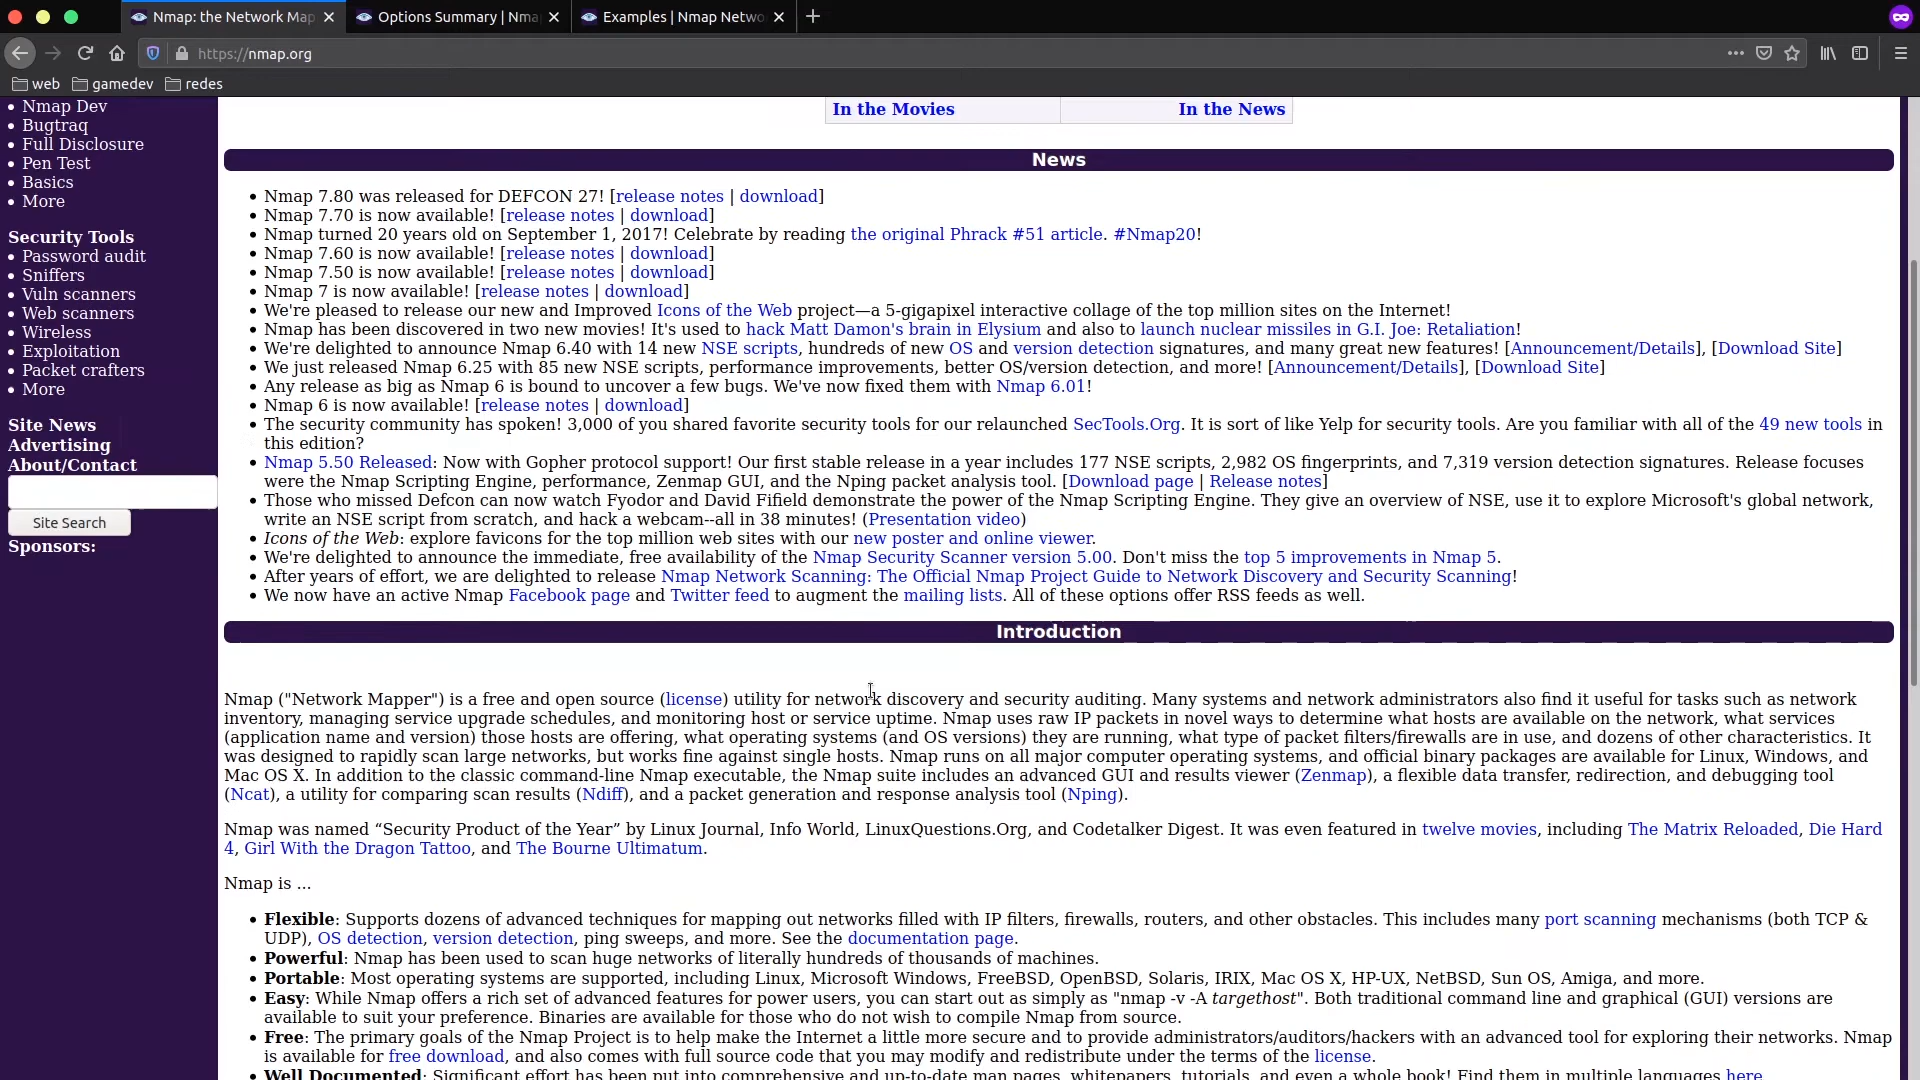 Nmap: the Network Map
Options Summary | Nma
Examples | Nmap Netwo
https://nmap.org
web
gamedev
redes
Nmap Dev
Bugtraq
Full Disclosure
Pen Test
Basics
More
Security Tools
Password audit
Sniffers
Vuln scanners
Web scanners
Wireless
Exploitation
Packet crafters
More
Site News
Advertising
About/Contact
Site Search
Sponsors:
In the Movies
In the News
News
Nmap 7.80 was released for DEFCON 27! [release notes | download]
Nmap 7.70 is now available! [release notes | download]
Nmap turned 20 years old on September 1, 2017! Celebrate by reading the original Phrack #51 article. #Nmap20!
Nmap 7.60 is now available! [release notes | download]
Nmap 7.50 is now available! [release notes | download]
Nmap 7 is now available! [release notes | download]
We're pleased to release our new and Improved Icons of the Web project—a 5-gigapixel interactive collage of the top million sites on the Internet!
Nmap has been discovered in two new movies! It's used to hack Matt Damon's brain in Elysium and also to launch nuclear missiles in G.I. Joe: Retaliation!
We're delighted to announce Nmap 6.40 with 14 new NSE scripts, hundreds of new OS and version detection signatures, and many great new features! [Announcement/Details], [Download Site]
We just released Nmap 6.25 with 85 new NSE scripts, performance improvements, better OS/version detection, and more! [Announcement/Details], [Download Site]
Any release as big as Nmap 6 is bound to uncover a few bugs. We've now fixed them with Nmap 6.01!
Nmap 6 is now available! [release notes | download]
The security community has spoken! 3,000 of you shared favorite security tools for our relaunched SecTools.Org. It is sort of like Yelp for security tools. Are you familiar with all of the 49 new tools in
this edition?
Nmap 5.50 Released: Now with Gopher protocol support! Our first stable release in a year includes 177 NSE scripts, 2,982 OS fingerprints, and 7,319 version detection signatures. Release focuses
were the Nmap Scripting Engine, performance, Zenmap GUI, and the Nping packet analysis tool. [Download page | Release notes]
Those who missed Defcon can now watch Fyodor and David Fifield demonstrate the power of the Nmap Scripting Engine. They give an overview of NSE, use it to explore Microsoft's global network,
write an NSE script from scratch, and hack a webcam--all in 38 minutes! (Presentation video)
Icons of the Web: explore favicons for the top million web sites with our new poster and online viewer.
We're delighted to announce the immediate, free availability of the Nmap Security Scanner version 5.00. Don't miss the top 5 improvements in Nmap 5.
After years of effort, we are delighted to release Nmap Network Scanning: The Official Nmap Project Guide to Network Discovery and Security Scanning!
We now have an active Nmap Facebook page and Twitter feed to augment the mailing lists. All of these options offer RSS feeds as well.
Introduction
Nmap ("Network Mapper") is a free and open source (license) utility for network discovery and security auditing. Many systems and network administrators also find it useful for tasks such as network
inventory, managing service upgrade schedules, and monitoring host or service uptime. Nmap uses raw IP packets in novel ways to determine what hosts are available on the network, what services
(application name and version) those hosts are offering, what operating systems (and OS versions) they are running, what type of packet filters/firewalls are in use, and dozens of other characteristics. It
was designed to rapidly scan large networks, but works fine against single hosts. Nmap runs on all major computer operating systems, and official binary packages are available for Linux, Windows, and
Mac OS X. In addition to the classic command-line Nmap executable, the Nmap suite includes an advanced GUI and results viewer (Zenmap), a flexible data transfer, redirection, and debugging tool
(Ncat), a utility for comparing scan results (Ndiff), and a packet generation and response analysis tool (Nping).
Nmap was named “Security Product of the Year” by Linux Journal, Info World, LinuxQuestions.Org, and Codetalker Digest. It was even featured in twelve movies, including The Matrix Reloaded, Die Hard
4, Girl With the Dragon Tattoo, and The Bourne Ultimatum.
Nmap is ...
Flexible: Supports dozens of advanced techniques for mapping out networks filled with IP filters, firewalls, routers, and other obstacles. This includes many port scanning mechanisms (both TCP &
UDP), OS detection, version detection, ping sweeps, and more. See the documentation page.
Powerful: Nmap has been used to scan huge networks of literally hundreds of thousands of machines.
Portable: Most operating systems are supported, including Linux, Microsoft Windows, FreeBSD, OpenBSD, Solaris, IRIX, Mac OS X, HP-UX, NetBSD, Sun OS, Amiga, and more.
Easy: While Nmap offers a rich set of advanced features for power users, you can start out as simply as "nmap -v -A targethost". Both traditional command line and graphical (GUI) versions are
available to suit your preference. Binaries are available for those who do not wish to compile Nmap from source.
Free: The primary goals of the Nmap Project is to help make the Internet a little more secure and to provide administrators/auditors/hackers with an advanced tool for exploring their networks. Nmap
is available for free download, and also comes with full source code that you may modify and redistribute under the terms of the license.
Well Documented: Significant effort has been put into comprehensive and up-to-date man pages, whitepapers, tutorials, and even a whole book! Find them in multiple languages here.